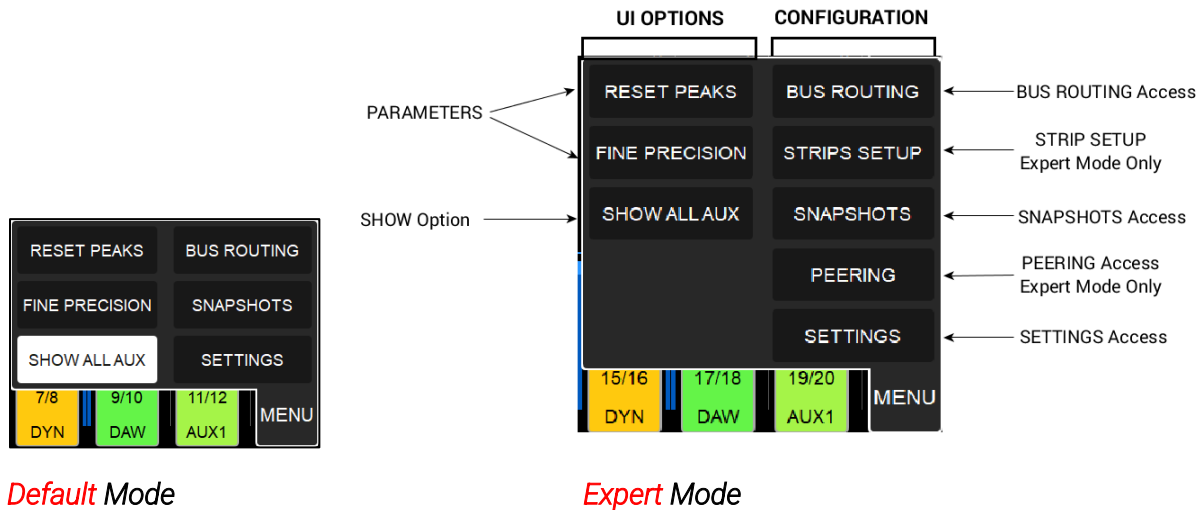 UI OPTIONS CONFIGURATION
PARAMETERS
SHOW Option
RESET PEAKS BUS ROUTING
FINE PRECISION STRIPS SETUP
SHOW ALL AUX SNAPSHOTS
PEERING
SETTINGS
15/16 17/18 19/20
DYN DAW AUX1
MENU
BUS ROUTING Access
STRIP SETUP
Expert Mode Only
SNAPSHOTS Access
PEERING Access
Expert Mode Only
SETTINGS Access
RESET PEAKS BUS ROUTING
FINE PRECISION SNAPSHOTS
SHOW ALL AUX SETTINGS
7/8 9/10 11/12
DYN DAW AUX1
MENU
Default Mode
Expert Mode